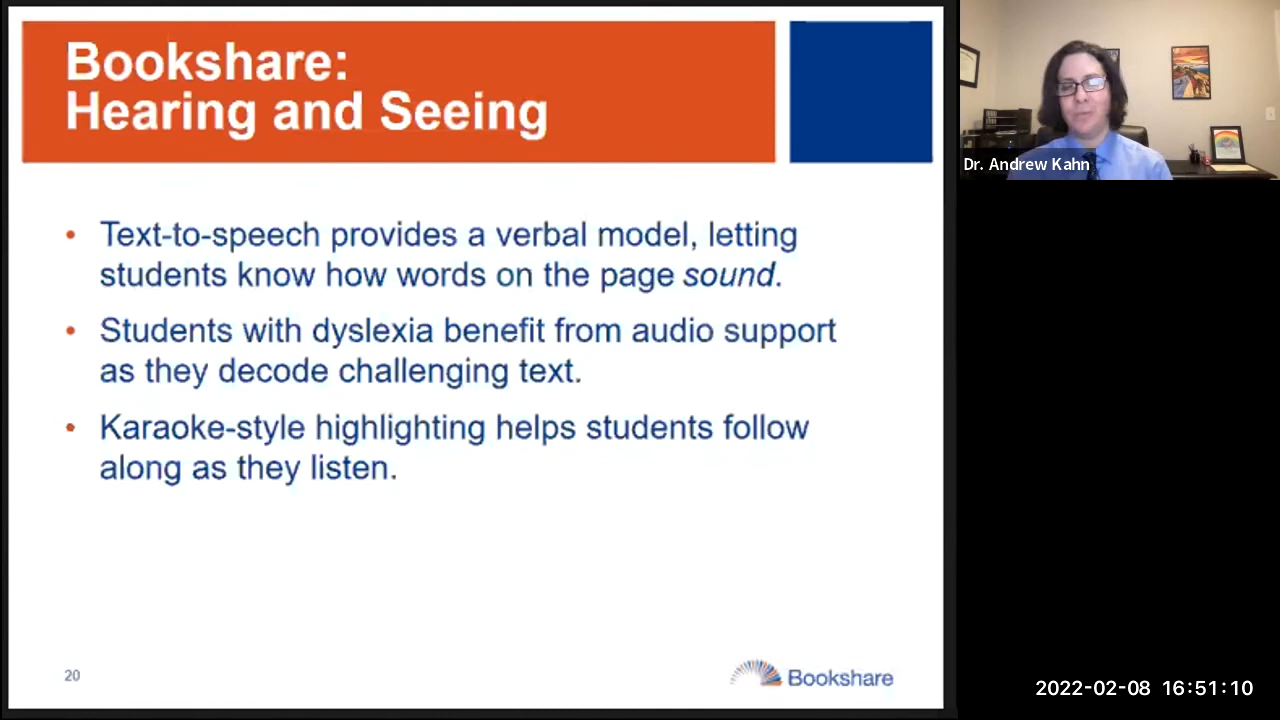 Bookshare:
Hearing and Seeing
• Text-to-speech provides a verbal model, letting
students know how words on the page sound.
• Students with dyslexia benefit from audio support
as they decode challenging text.
• Karaoke-style highlighting helps students follow
along as they listen.
20
Bookshare
Dr. Andrew Kahn
2022-02-08 16:51:10